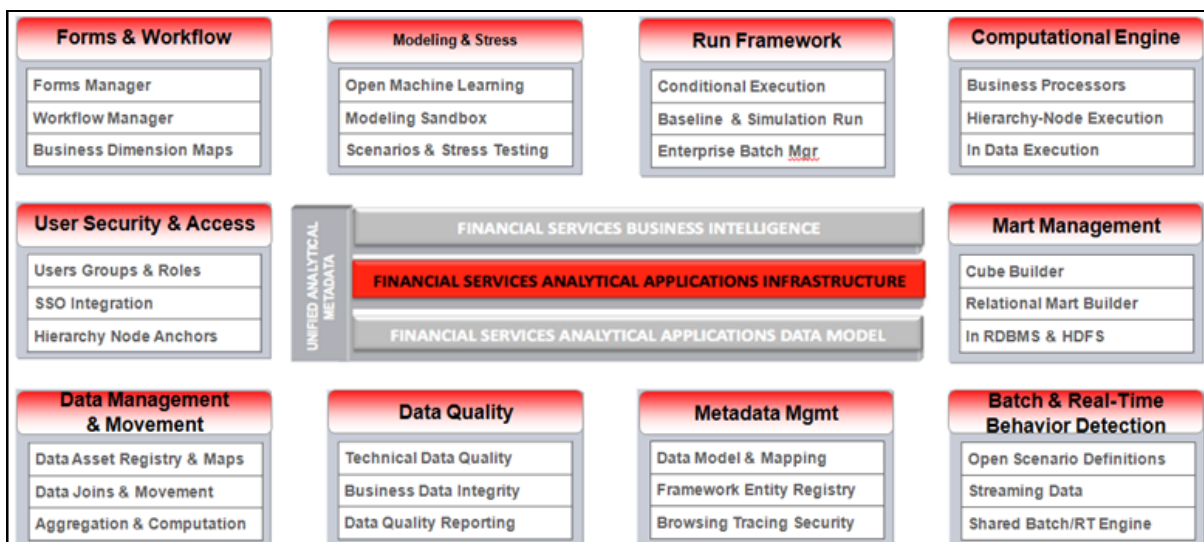 Forms & Workflow
Forms Manager
Workflow Manager
Business Dimension Maps
Modeling & Stress
Open Machine Learning
Modeling Sandbox
Scenarios & Stress Testing
Run Framework
Conditional Execution
Baseline & Simulation Run
Enterprise Batch Mgr
Computational Engine
Business Processors
Hierarchy-Node Execution
In Data Execution
User Security & Access
Users Groups & Roles
SSO Integration
Hierarchy Node Anchors
UNIFIED ANALYTICAL
METADATA
FINANCIAL SERVICES BUSINESS INTELLIGENCE
FINANCIAL SERVICES ANALYTICAL APPLICATIONS INFRASTRUCTURE
FINANCIAL SERVICES ANALYTICAL APPLICATIONS DATA MODEL
Mart Management
Cube Builder
Relational Mart Builder
In RDBMS & HDFS
Data Management
& Movement
Data Asset Registry & Maps
Data Joins & Movement
Aggregation & Computation
Data Quality
Technical Data Quality
Business Data Integrity
Data Quality Reporting
Metadata Mgmt
Data Model & Mapping
Framework Entity Registry
Browsing Tracing Security
Batch & Real-Time
Behavior Detection
Open Scenario Definitions
Streaming Data
Shared Batch/RT Engine